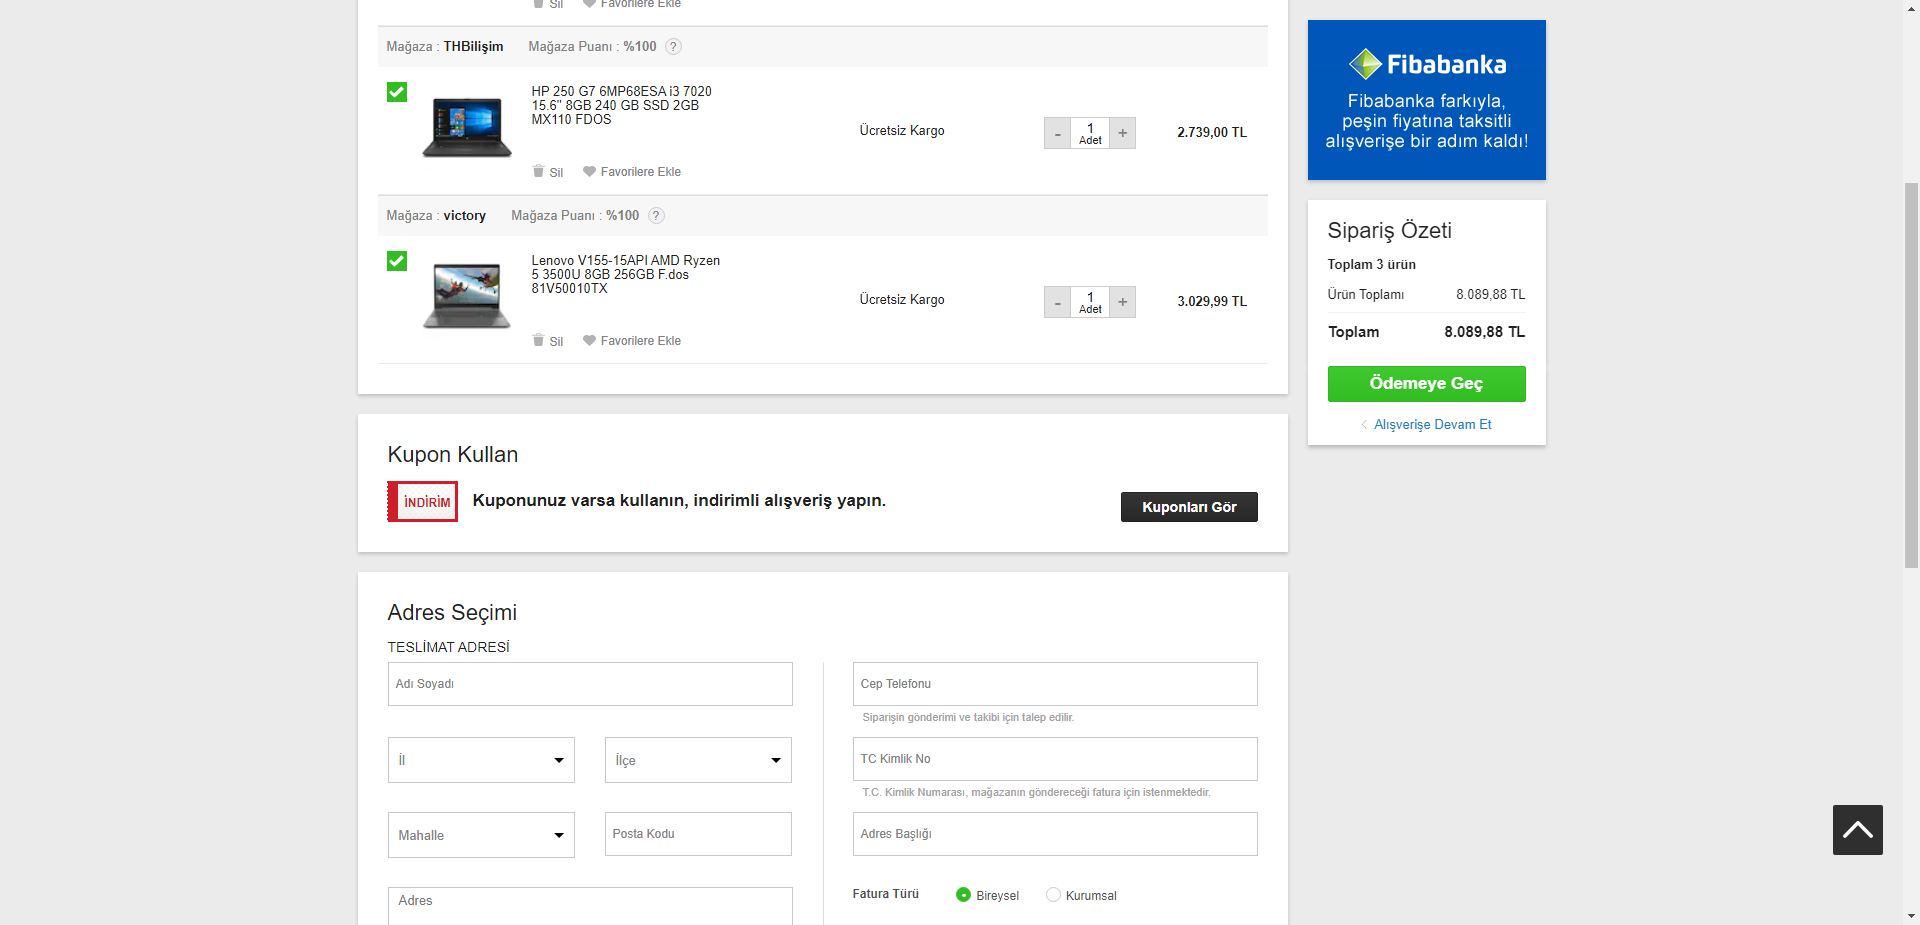 Sil Favorilere Ekle
Mağaza : THBilişim Mağaza Puanı : %100 ?
HP 250 G7 6MP68ESA i3 7020
15.6" 8GB 240 GB SSD 2GB
MX110 FDOS
Ücretsiz Kargo
- 1 Adet +
2.739,00 TL
Sil Favorilere Ekle
Mağaza : victory Mağaza Puanı : %100 ?
Lenovo V155-15API AMD Ryzen
5 3500U 8GB 256GB F.dos
81V50010TX
Ücretsiz Kargo
- 1 Adet +
3.029,99 TL
Sil Favorilere Ekle
Kupon Kullan
İNDİRİM
Kuponunuz varsa kullanın, indirimli alışveriş yapın.
Kuponları Gör
Adres Seçimi
TESLİMAT ADRESİ
Adı Soyadı
İl
İlçe
Mahalle
Posta Kodu
Adres
Cep Telefonu
Siparişin gönderimi ve takibi için talep edilir.
TC Kimlik No
T.C. Kimlik Numarası, mağazanın göndereceği fatura için istenmektedir.
Adres Başlığı
Fatura Türü Bireysel Kurumsal
Fibabanka
Fibabanka farkıyla,
peşin fiyatına taksitli
alışverişe bir adım kaldı!
Sipariş Özeti
Toplam 3 ürün
Ürün Toplamı 8.089,88 TL
Toplam 8.089,88 TL
Ödemeye Geç
Alışverişe Devam Et